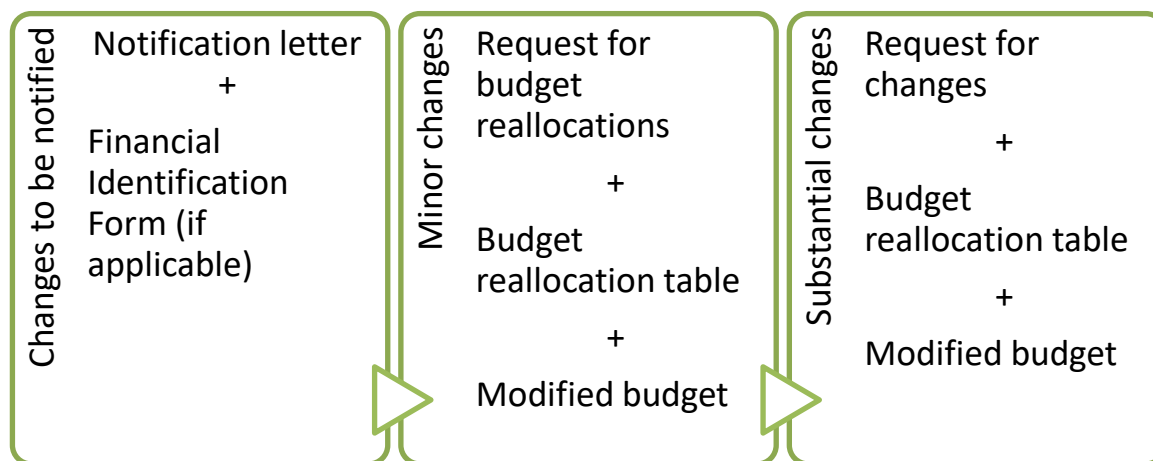 Changes to be notified
Notification letter
+
Financial
Identification
Form (if
applicable)
Minor changes
Request for
budget
reallocations
+
Budget
reallocation table
+
Modified budget
Substantial changes
Request for
changes
+
Budget
reallocation table
+
Modified budget